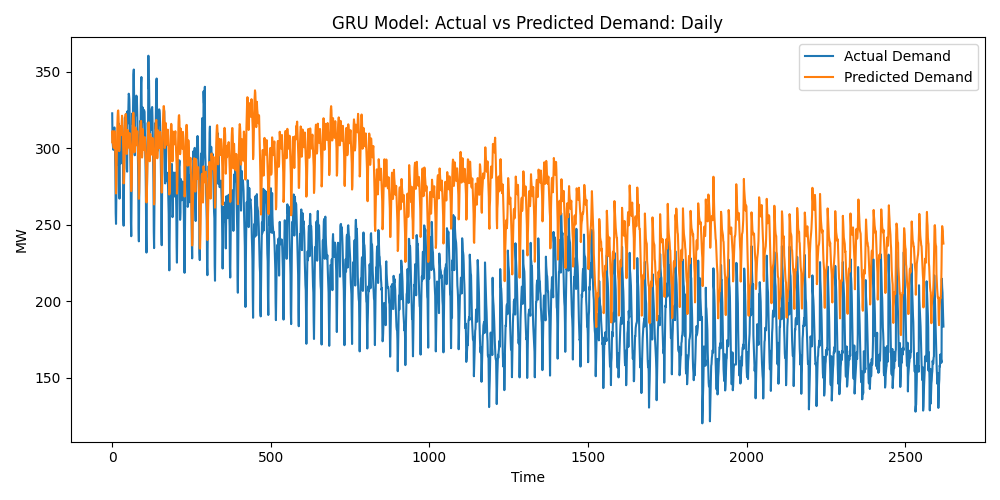 GRU Model: Actual vs Predicted Demand: Daily
Actual Demand
Predicted Demand
MW
350
300
250
200
150
0
500
1000
1500
2000
2500
Time